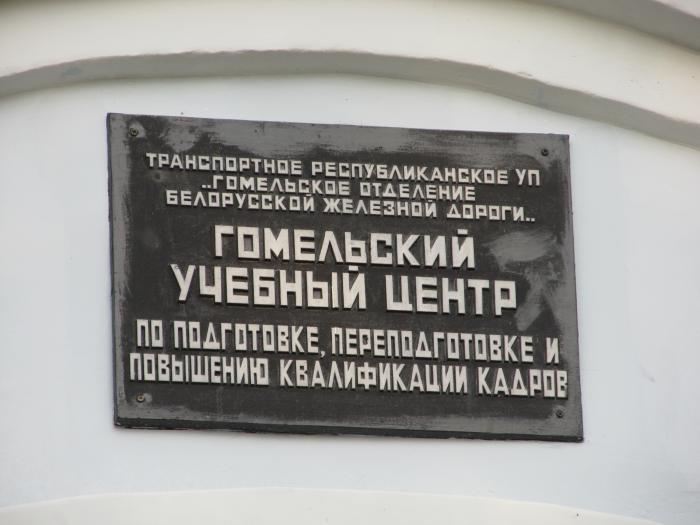 ТРАНСПОРТНОЕ РЕСПУБЛИКАНСКОЕ УП
„ГОМЕЛЬСКОЕ ОТДЕЛЕНИЕ
БЕЛОРУССКОЙ ЖЕЛЕЗНОЙ ДОРОГИ„
ГОМЕЛЬСКИЙ
УЧЕБНЫЙ ЦЕНТР
ПО ПОДГОТОВКЕ, ПЕРЕПОДГОТОВКЕ И
ПОВЫШЕНИЮ КВАЛИФИКАЦИИ КАДРОВ